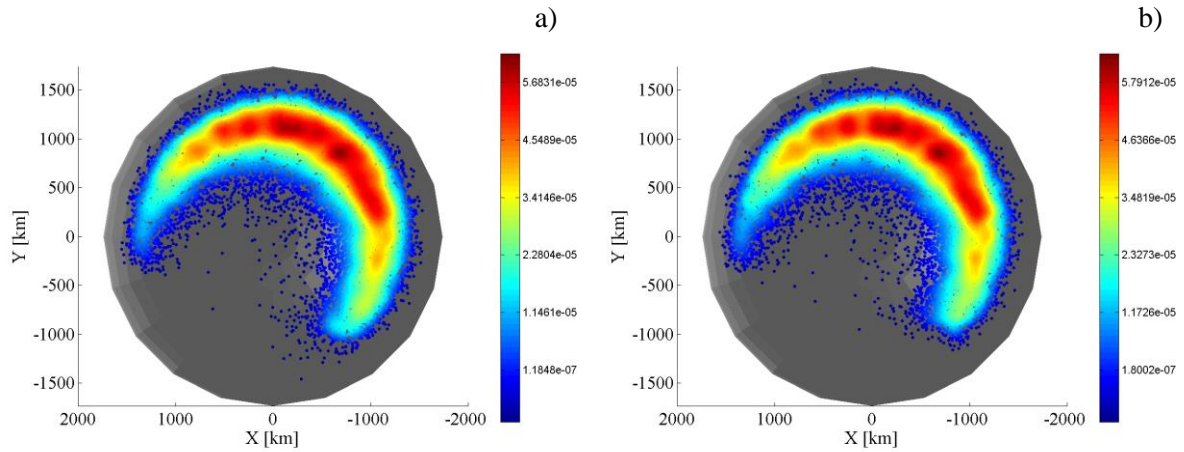 a)
b)
1500
1000
500
0
-500
-1000
-1500
Y [km]
2000
1000
0
-1000
-2000
X [km]
5.6831e-05
4.5489e-05
3.4146e-05
2.2804e-05
1.1461e-05
1.1848e-07
1500
1000
500
0
-500
-1000
-1500
Y [km]
2000
1000
0
-1000
-2000
X [km]
5.7912e-05
4.6366e-05
3.4819e-05
2.3273e-05
1.1726e-05
1.8002e-07